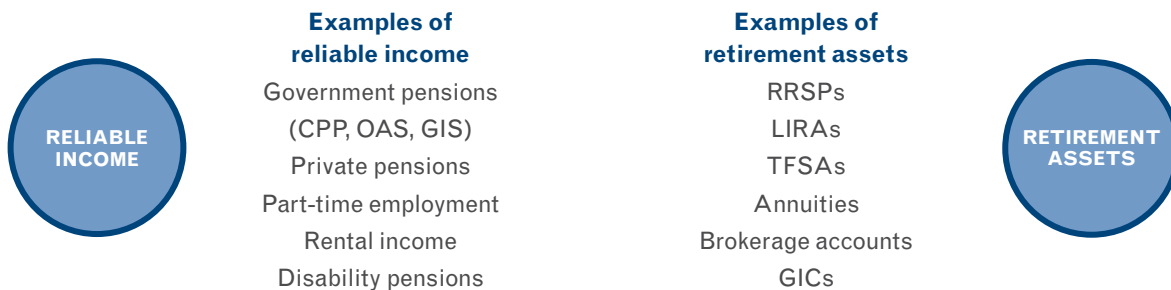 RELIABLE
INCOME
Examples of
reliable income
Government pensions
(CPP, OAS, GIS)
Private pensions
Part-time employment
Rental income
Disability pensions
Examples of
retirement assets
RRSPs
LIRAs
TFSAs
Annuities
Brokerage accounts
GICs
RETIREMENT
ASSETS